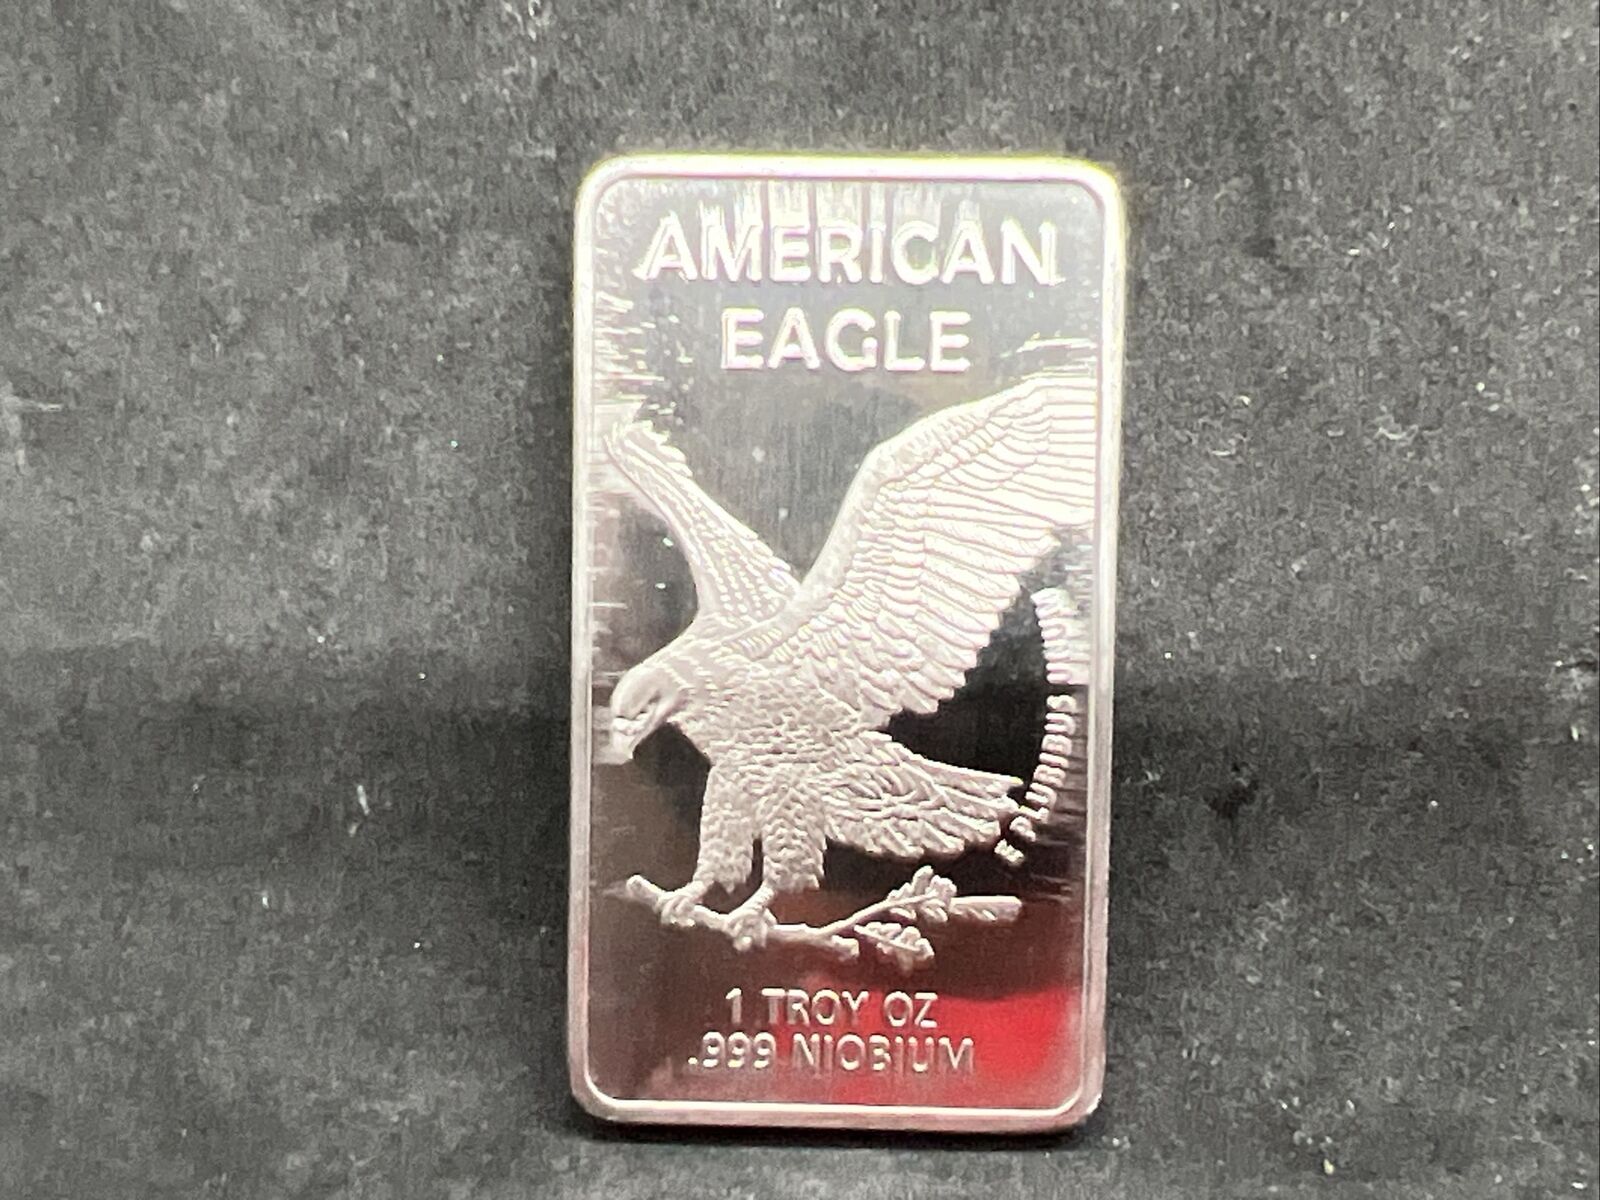 AMERICAN
EAGLE
E PLURIBUS UNUM
1 TROY OZ
.999 NIOBIUM